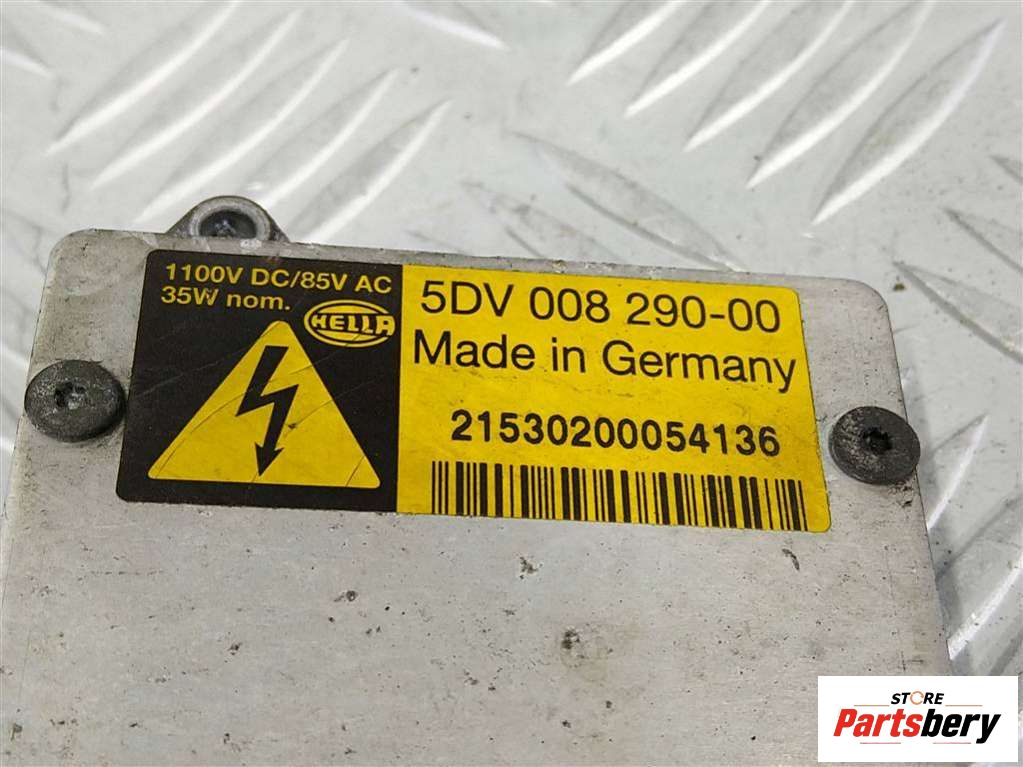 1100V DC/85V AC
35W nom.
HELLA
5DV 008 290-00
Made in Germany
21530200054136
STORE
Partsbery